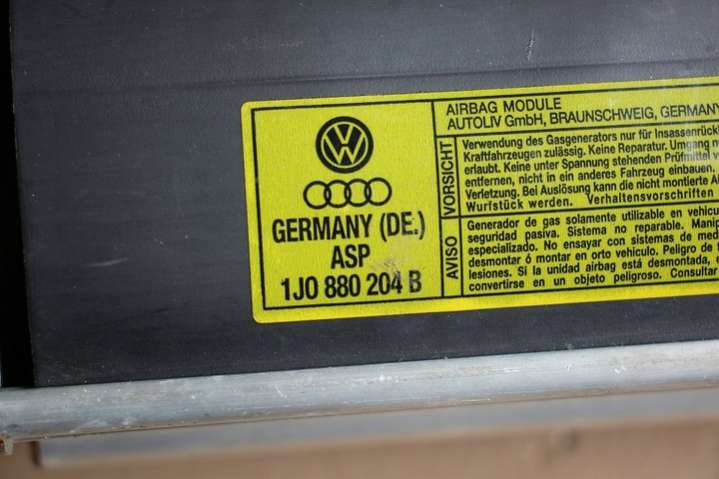 VW
GERMANY (DE.)
ASP
1J0 880 204 B
AIRBAG MODULE
AUTOLIV GmbH, BRAUNSCHWEIG, GERMANY
VORSICHT
Verwendung des Gasgenerators nur für Insassenrück
Kraftfahrzeugen zulässig. Keine Reparatur. Umgang n
erlaubt. Keine unter Spannung stehenden Prüfmittel v
entfernen, nicht in ein anderes Fahrzeug einbauen.
Verletzung. Bei Auslösung kann die nicht montierte A
Wurfstück werden. Verhaltensvorschriften
AVISO
Generador de gas solamente utilizable en vehicu
seguridad pasiva. Sistema no reparable. Manip
especializado. No ensayar con sistemas de med
desmontar ó montar en orto vehiculo. Peligro de
lesiones. Si la unidad airbag está desmontada,
convertirse en un objeto peligroso. Consultar